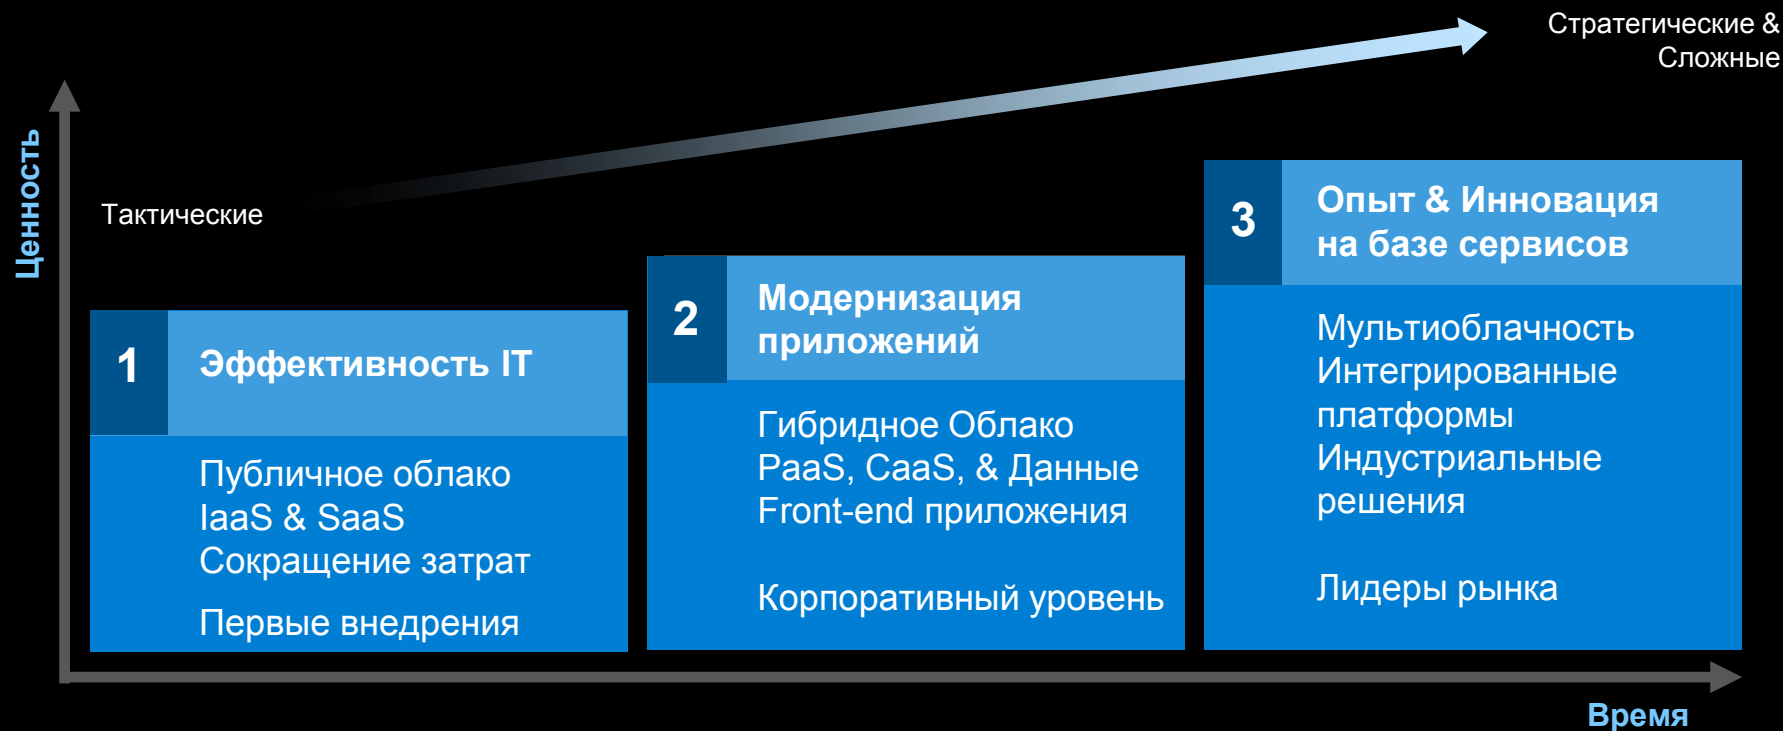 Стратегические &
Сложные
Ценность
Тактические
1
Эффективность IT
Публичное облако
IaaS & SaaS
Сокращение затрат
Первые внедрения
2
Модернизация
приложений
Гибридное Облако
PaaS, CaaS, & Данные
Front-end приложения
Корпоративный уровень
3
Опыт & Инновация
на базе сервисов
Мультиоблачность
Интегрированные
платформы
Индустриальные
решения
Лидеры рынка
Время